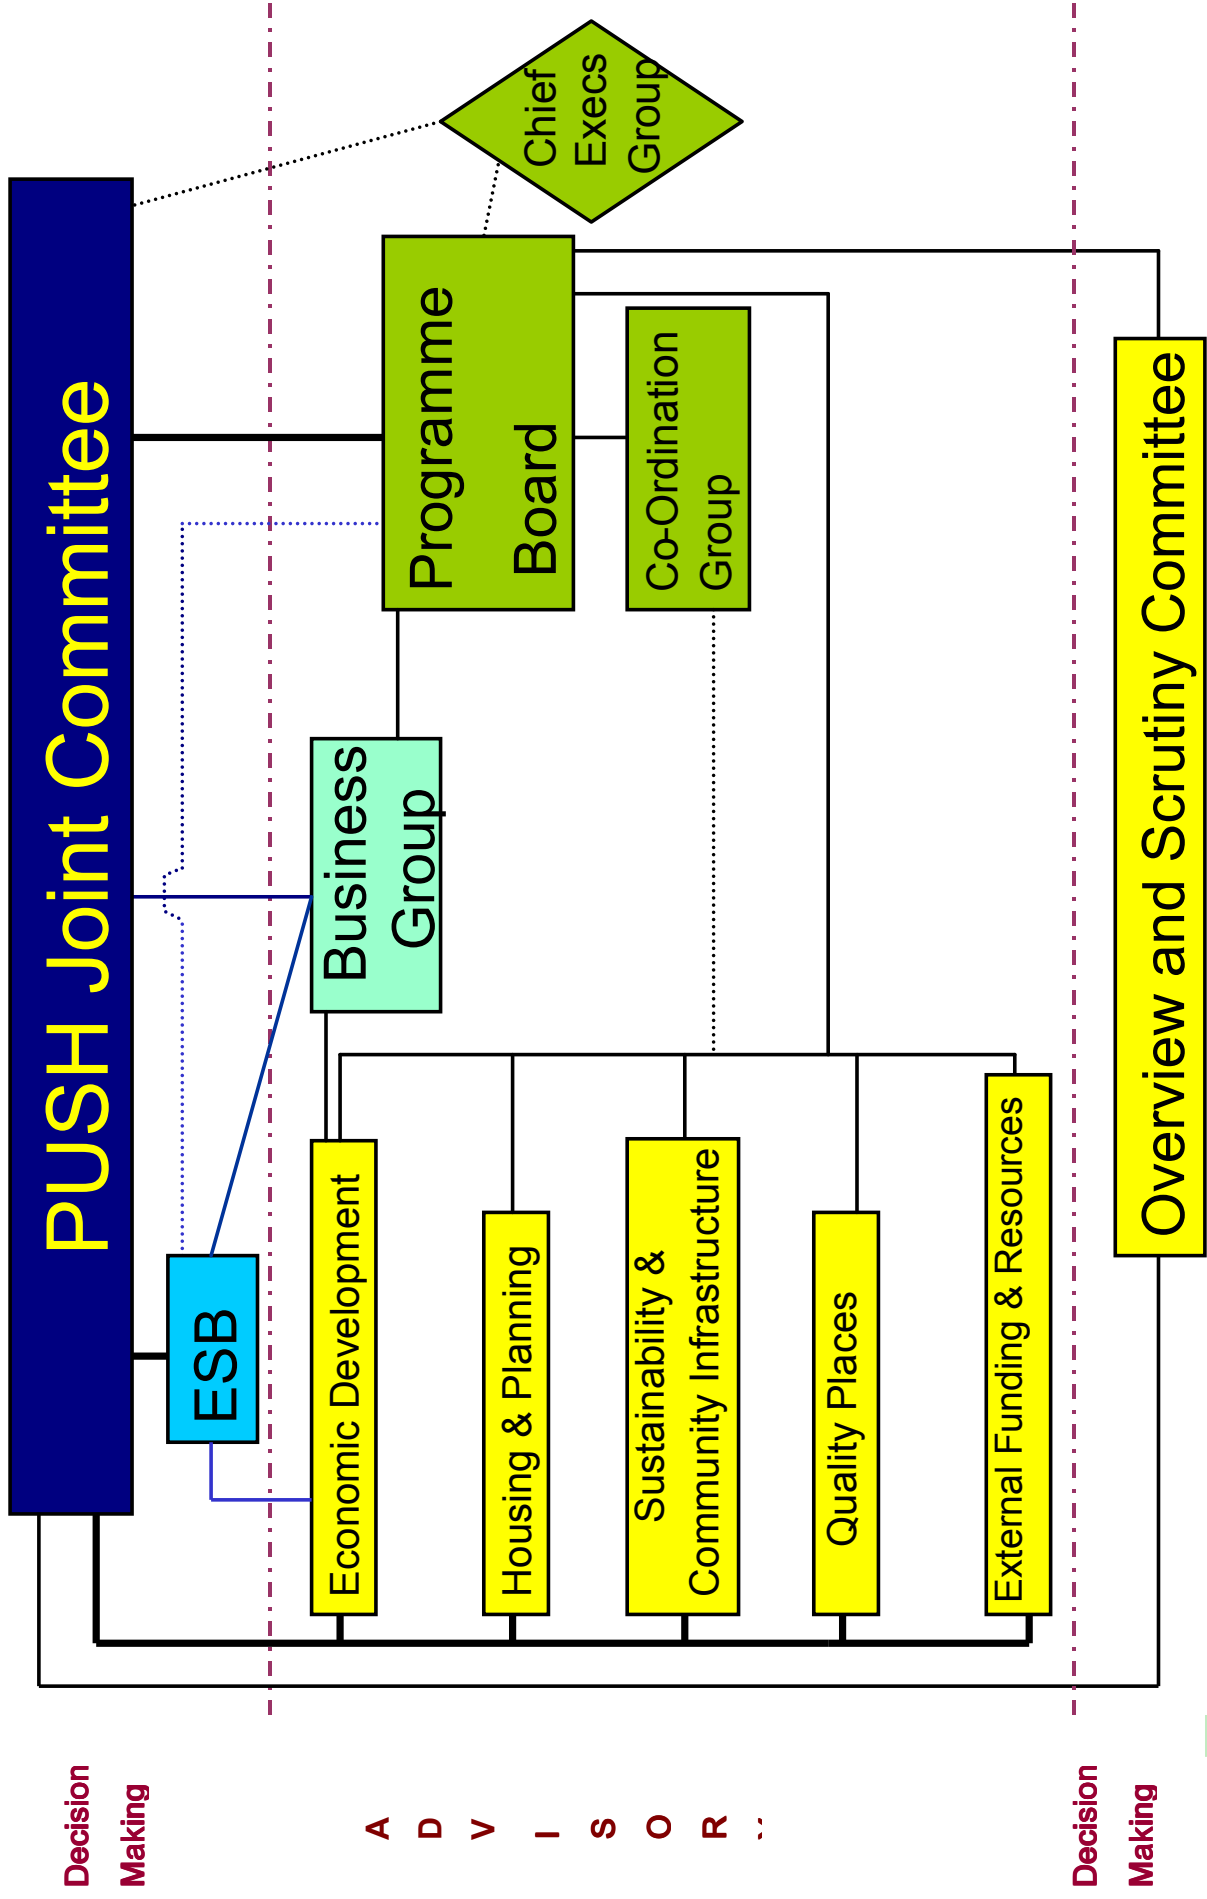 Decision
Making
PUSH Joint Committee
ESB
Economic Development
Housing & Planning
Sustainability &
Community Infrastructure
Quality Places
External Funding & Resources
Business
Group
Programme
Board
Co-Ordination
Group
Chief
Execs
Group
A
D
V
I
S
O
R
Decision
Making
Overview and Scrutiny Committee